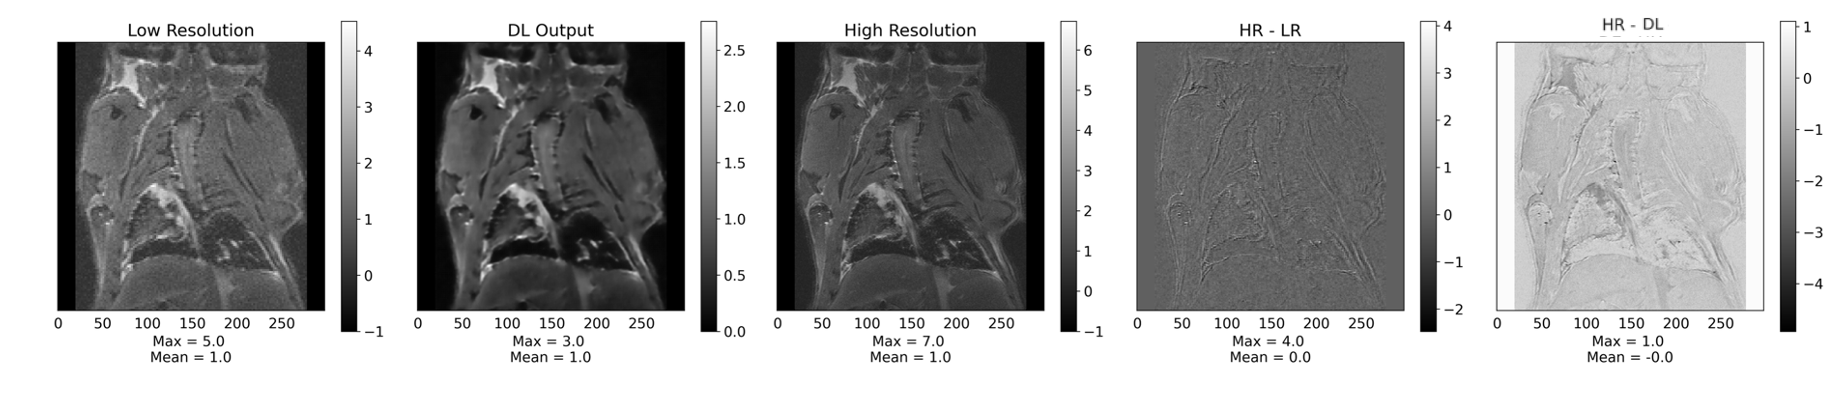 Low Resolution
DL Output
High Resolution
HR - LR
HR - DL
4
3
2
1
0
−1
2.5
2.0
1.5
1.0
0.5
0.0
6
5
4
3
2
1
0
−1
4
3
2
1
0
−1
−2
1
0
−1
−2
−3
−4
0 50 100 150 200 250
0 50 100 150 200 250
0 50 100 150 200 250
0 50 100 150 200 250
0 50 100 150 200 250
Max = 5.0
Mean = 1.0
Max = 3.0
Mean = 1.0
Max = 7.0
Mean = 1.0
Max = 4.0
Mean = 0.0
Max = 1.0
Mean = -0.0